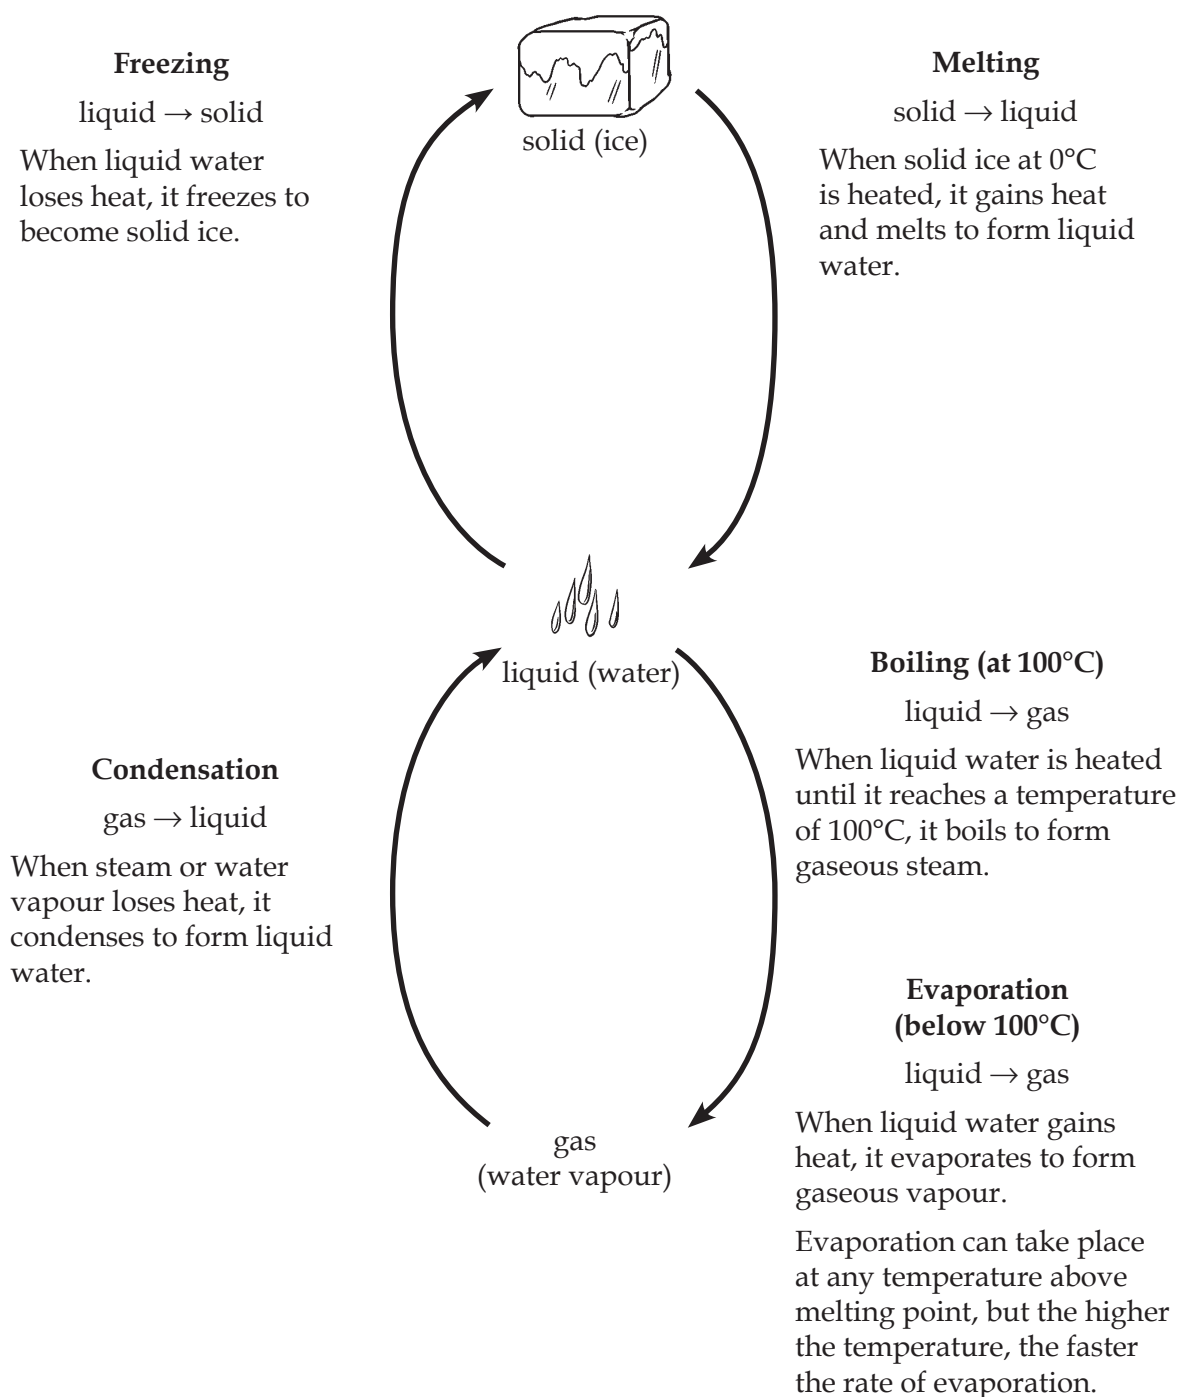 Freezing
liquid → solid
When liquid water
loses heat, it freezes to
become solid ice.
solid (ice)
Melting
solid → liquid
When solid ice at 0°C
is heated, it gains heat
and melts to form liquid
water.
liquid (water)
Condensation
gas → liquid
When steam or water
vapour loses heat, it
condenses to form liquid
water.
Boiling (at 100°C)
liquid → gas
When liquid water is heated
until it reaches a temperature
of 100°C, it boils to form
gaseous steam.
gas
(water vapour)
Evaporation
(below 100°C)
liquid → gas
When liquid water gains
heat, it evaporates to form
gaseous vapour.
Evaporation can take place
at any temperature above
melting point, but the higher
the temperature, the faster
the rate of evaporation.